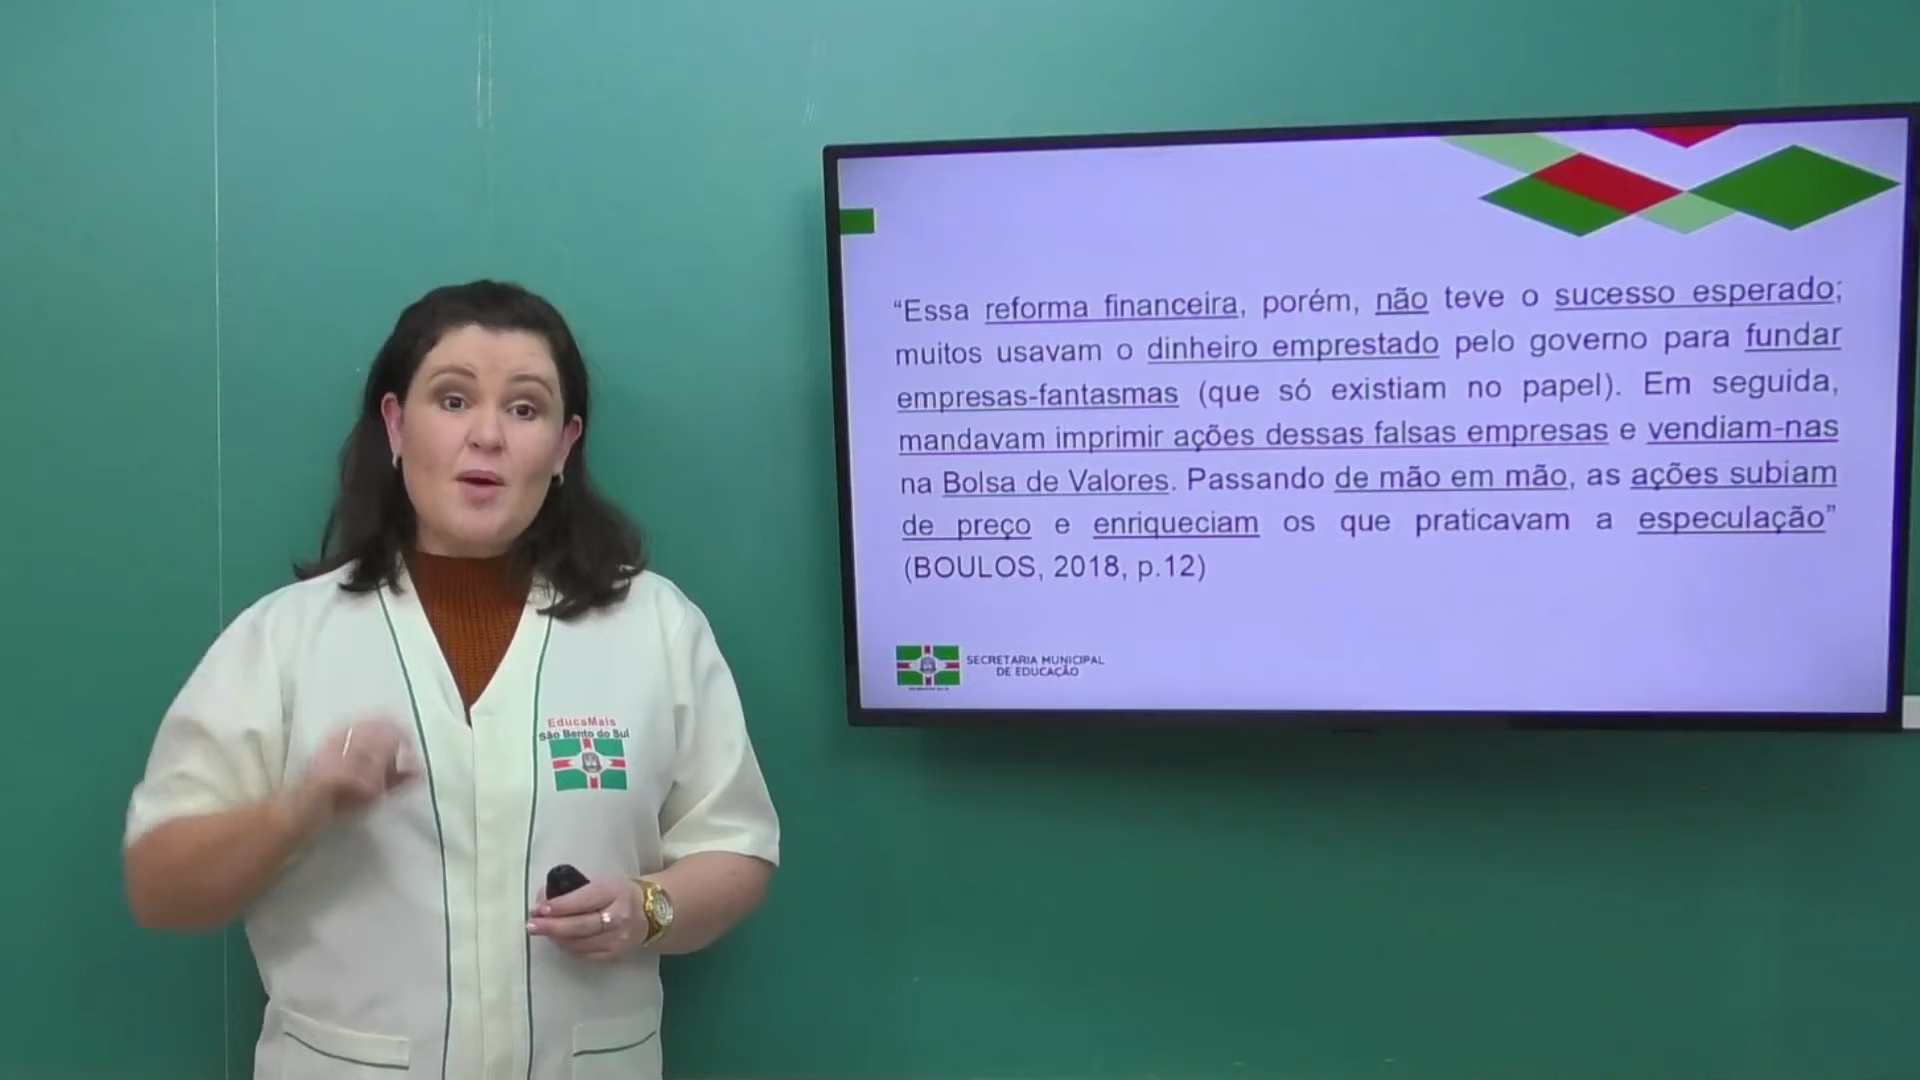 “Essa reforma financeira, porém, não teve o sucesso esperado;
muitos usavam o dinheiro emprestado pelo governo para fundar
empresas-fantasmas (que só existiam no papel). Em seguida,
mandavam imprimir ações dessas falsas empresas e vendiam-nas
na Bolsa de Valores. Passando de mão em mão, as ações subiam
de preço e enriqueciam os que praticavam a especulação”
(BOULOS, 2018, p.12)
SECRETARIA MUNICIPAL
DE EDUCAÇÃO
EducaMais
São Bento do Sul